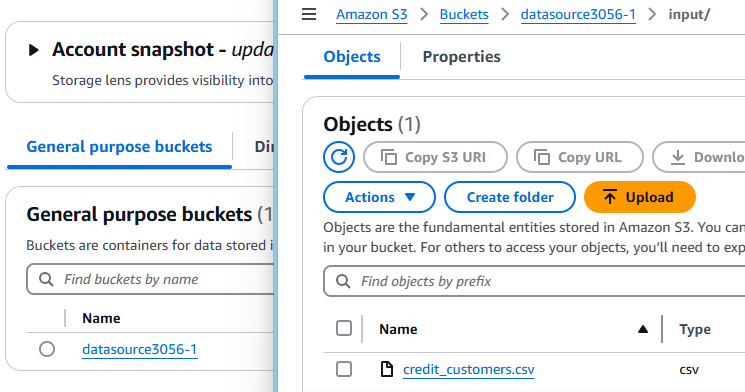 Account snapshot - upda
Storage lens provides visibility into
General purpose buckets
Di
General purpose buckets (1
Buckets are containers for data stored i
Find buckets by name
Name
datasource3056-1
Amazon S3 > Buckets > datasource3056-1 > input/
Objects
Properties
Objects (1)
Copy S3 URI
Copy URL
Downlo
Actions
Create folder
Upload
Objects are the fundamental entities stored in Amazon S3. You can
in your bucket. For others to access your objects, you'll need to exp
Find objects by prefix
Name
Type
credit_customers.csv
csv